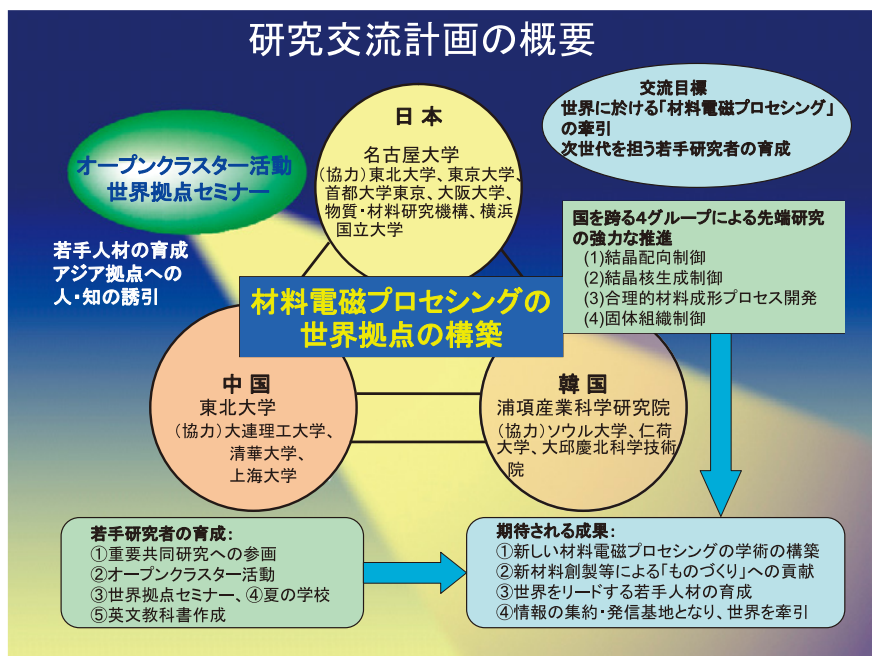 研究交流計画の概要
日 本
名古屋大学
(協力)東北大学、東京大学、
首都大学東京、大阪大学、
物質・材料研究機構、横浜
国立大学
交流目標
世界に於ける「材料電磁プロセシング」
の牽引
次世代を担う若手研究者の育成
オープンクラスター活動
世界拠点セミナー
若手人材の育成
アジア拠点への
人・知の誘引
国を跨る4グループによる先端研究
の強力な推進
(1)結晶配向制御
(2)結晶核生成制御
(3)合理的材料成形プロセス開発
(4)固体組織制御
材料電磁プロセシングの
世界拠点の構築
中 国
東北大学
(協力)大連理工大学、
清華大学、
上海大学
韓 国
浦項産業科学研究院
(協力)ソウル大学、仁荷
大学、大邱慶北科学技術
院
若手研究者の育成:
①重要共同研究への参画
②オープンクラスター活動
③世界拠点セミナー、④夏の学校
⑤英文教科書作成
期待される成果:
①新しい材料電磁プロセシングの学術の構築
②新材料創製等による「ものづくり」への貢献
③世界をリードする若手人材の育成
④情報の集約・発信基地となり、世界を牽引